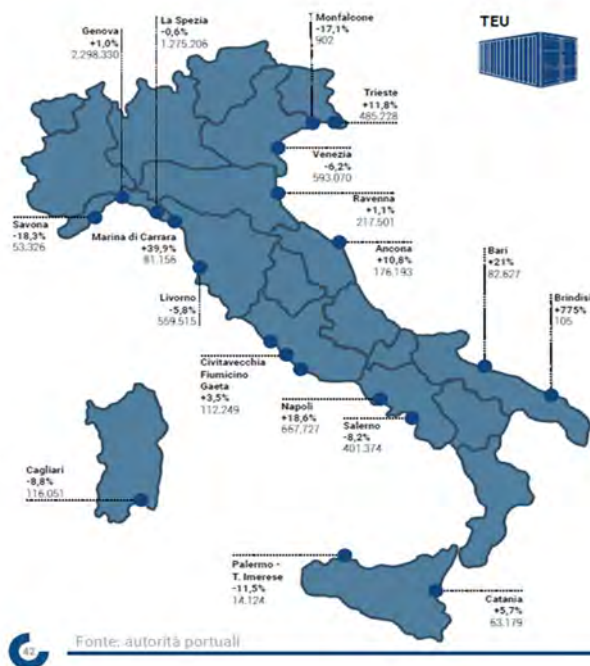 TEU
Genova
+1,0%
2.298.330
La Spezia
-0,6%
1.275.206
Monfalcone
-17,1%
902
Trieste
+11,8%
485.228
Venezia
-6,2%
593.070
Ravenna
+1,1%
217.501
Savona
-18,3%
53.326
Marina di Carrara
+39,9%
81.156
Ancona
+10,8%
176.193
Bari
+21%
82.627
Brindisi
+775%
105
Livorno
-5,8%
559.515
Civitavecchia
Fiumicino
Gaeta
+3,5%
112.249
Napoli
+18,6%
667.727
Salerno
-8,2%
401.374
Cagliari
-8,8%
116.051
Palermo -
T. Imerese
-11,5%
14.124
Catania
+5,7%
63.179
42
Fonte: autorità portuali